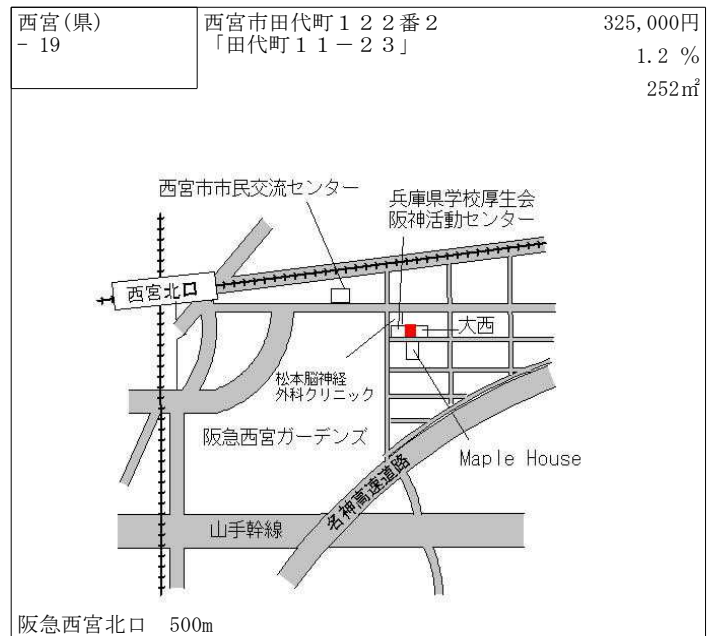 西宮(県)
- 19
西宮市田代町１２２番２
「田代町１１－２３」
325,000円
1.2 %
252㎡
西宮市市民交流センター
兵庫県学校厚生会
阪神活動センター
西宮北口
大西
松本脳神経
外科クリニック
阪急西宮ガーデンズ
Maple House
名神高速道路
山手幹線
阪急西宮北口　500m